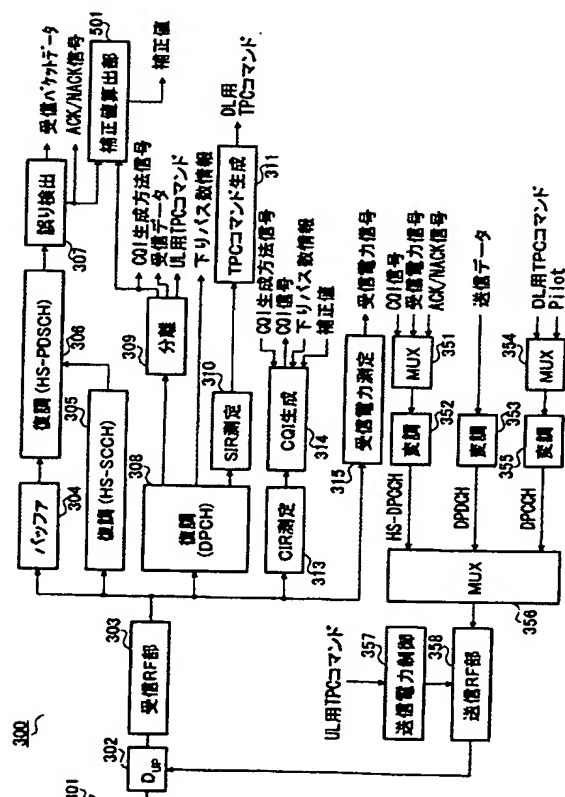 300
301
302
DUP
303
受信RF部
304
バッファ
305
復調(HS-SCCH)
306
復調(HS-PDSCH)
307
誤り検出
受信パケットデータ
ACK/NACK信号
501
補正値算出部
補正値
308
復調
(DPCH)
309
分離
CQI生成方法信号
受信データ
UL用TPCコマンド
下りパス数情報
310
SIR測定
311
TPCコマンド生成
DL用
TPCコマンド
313
CIR測定
314
CQI生成
CQI生成方法信号
CQI信号
下りパス数情報
補正値
315
受信電力測定
受信電力信号
CQI信号
受信電力信号
ACK/NACK信号
351
MUX
352
変調
HS-DPCCH
送信データ
353
変調
DPDCH
DL用TPCコマンド
Pilot
354
MUX
355
変調
DPCCH
356
MUX
UL用TPCコマンド
357
送信電力制御
358
送信RF部